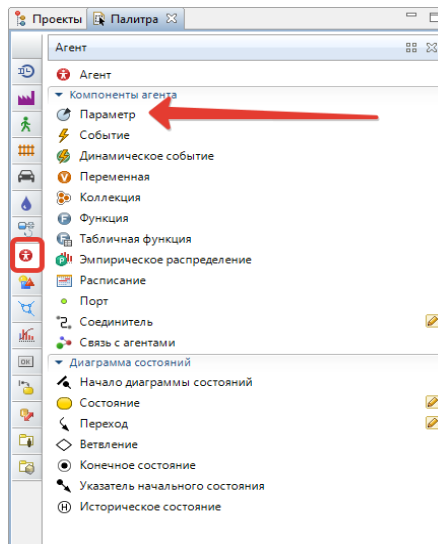 Проекты Палитра
Агент
Агент
Компоненты агента
Параметр
Событие
Динамическое событие
Переменная
Коллекция
Функция
Табличная функция
Эмпирическое распределение
Расписание
Порт
Соединитель
Связь с агентами
Диаграмма состояний
Начало диаграммы состояний
Состояние
Переход
Ветвление
Конечное состояние
Указатель начального состояния
Историческое состояние